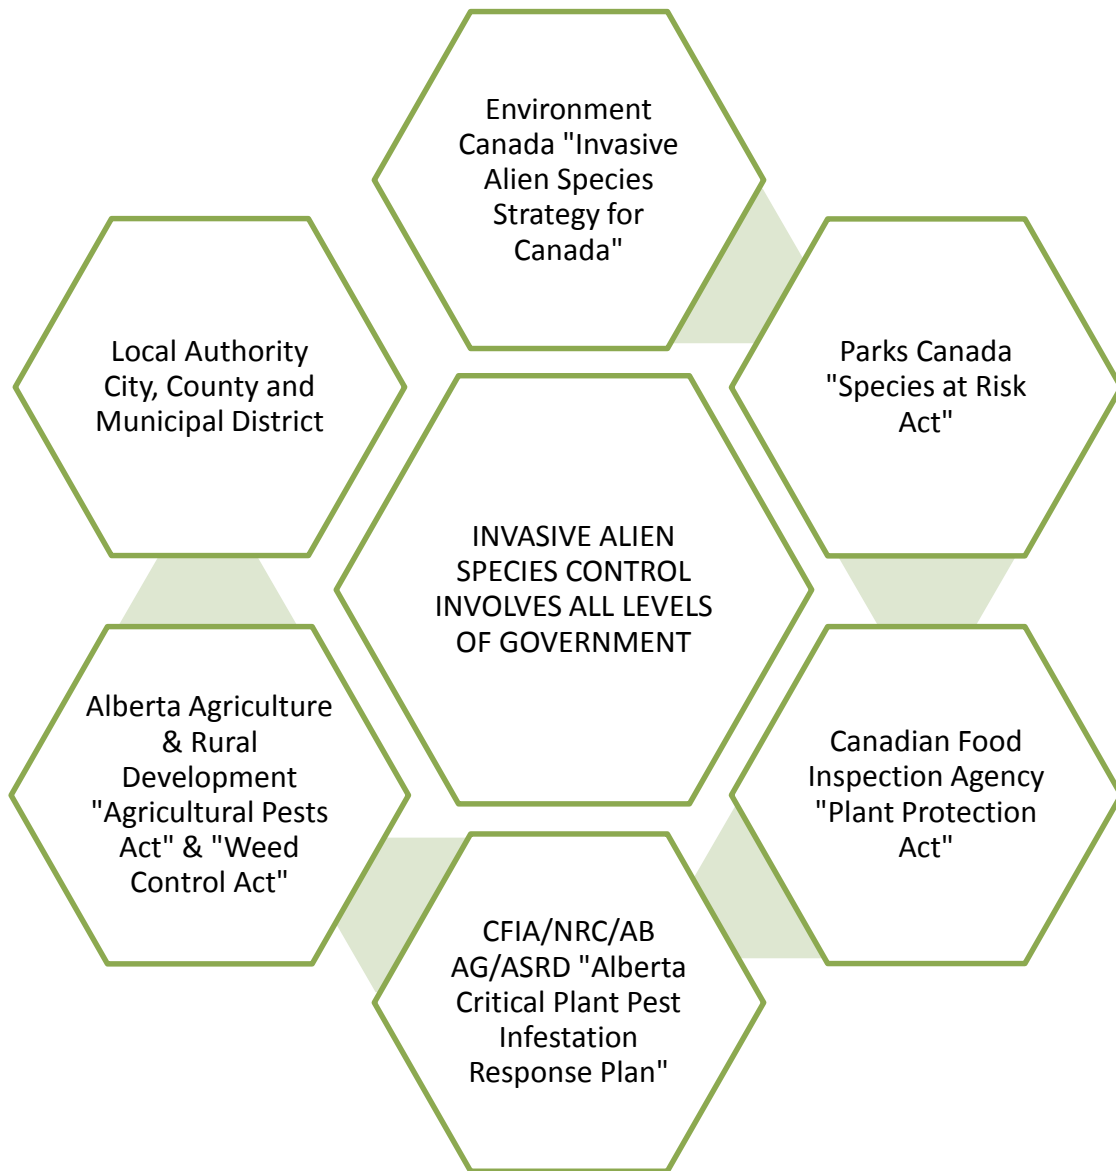 Environment
Canada "Invasive
Alien Species
Strategy for
Canada"
Local Authority
City, County and
Municipal District
Parks Canada
"Species at Risk
Act"
INVASIVE ALIEN
SPECIES CONTROL
INVOLVES ALL LEVELS
OF GOVERNMENT
Alberta Agriculture
& Rural
Development
"Agricultural Pests
Act" & "Weed
Control Act"
Canadian Food
Inspection Agency
"Plant Protection
Act"
CFIA/NRC/AB
AG/ASRD "Alberta
Critical Plant Pest
Infestation
Response Plan"